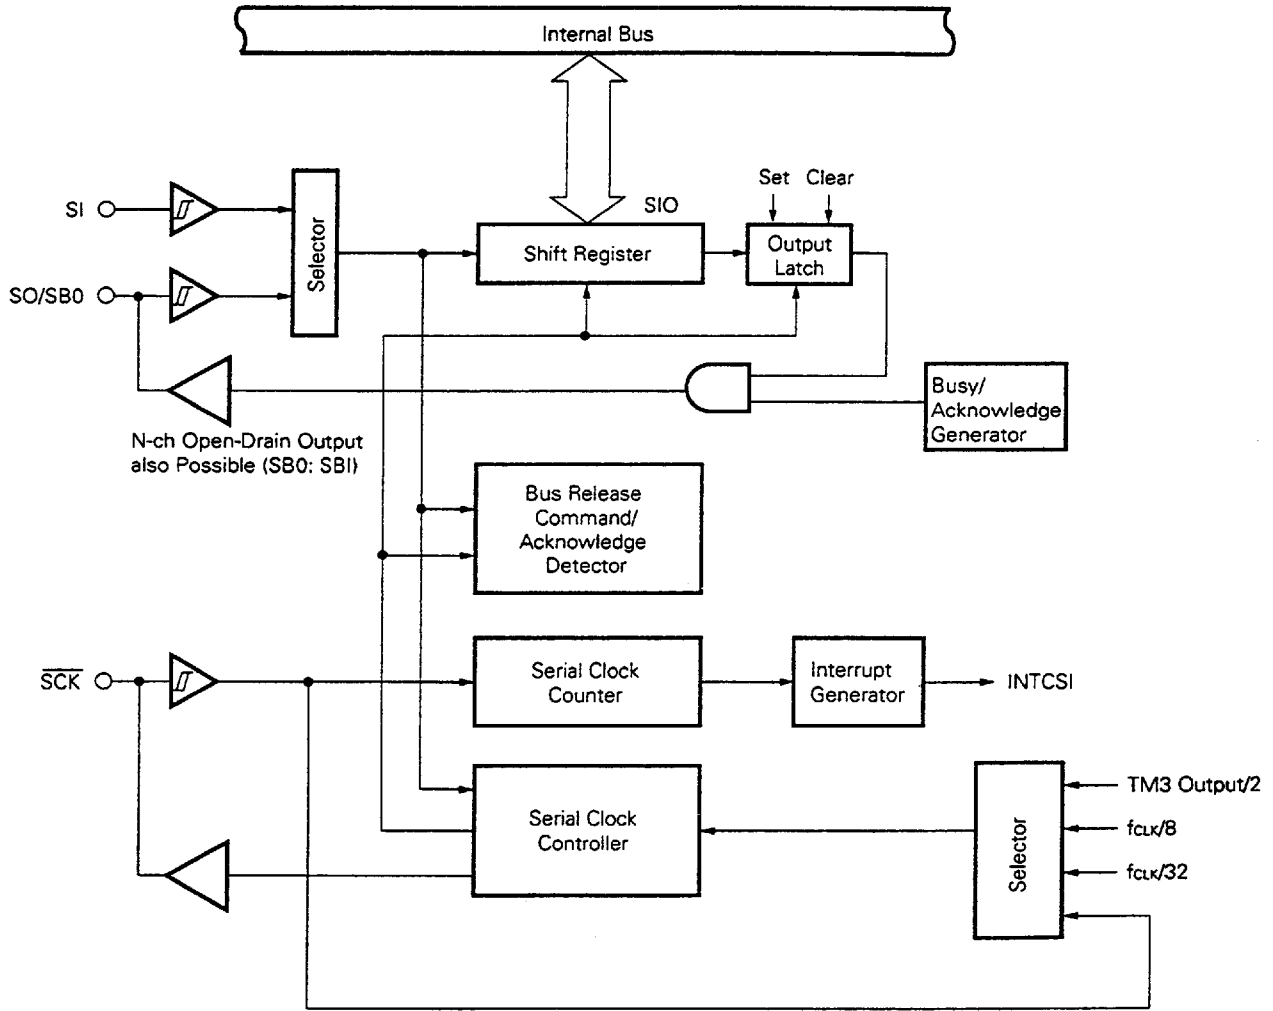 Internal Bus
Set Clear
SI
SIO
Selector
Shift Register
Output
Latch
SO/SB0
Busy/
Acknowledge
Generator
N-ch Open-Drain Output
also Possible (SB0: SBI)
Bus Release
Command/
Acknowledge
Detector
SCK
Serial Clock
Counter
Interrupt
Generator
INTCSI
Serial Clock
Controller
Selector
TM3 Output/2
fCLK/8
fCLK/32